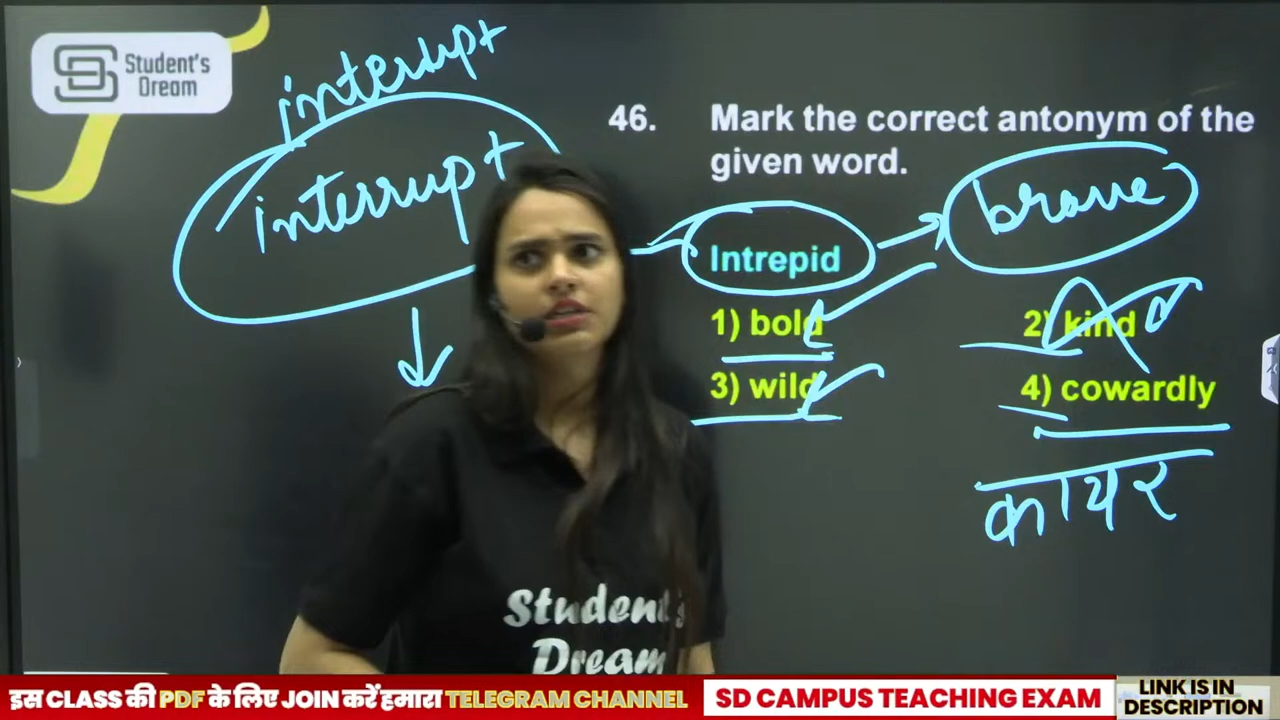 Student's
Dream
interupt
interrupt
46. Mark the correct antonym of the
given word.
brave
Intrepid
1) bold 2) kind
3) wild 4) cowardly
कायर
Student's
Dream
इस CLASS की PDF के लिए JOIN करें हमारा TELEGRAM CHANNEL
SD CAMPUS TEACHING EXAM
LINK IS IN
DESCRIPTION